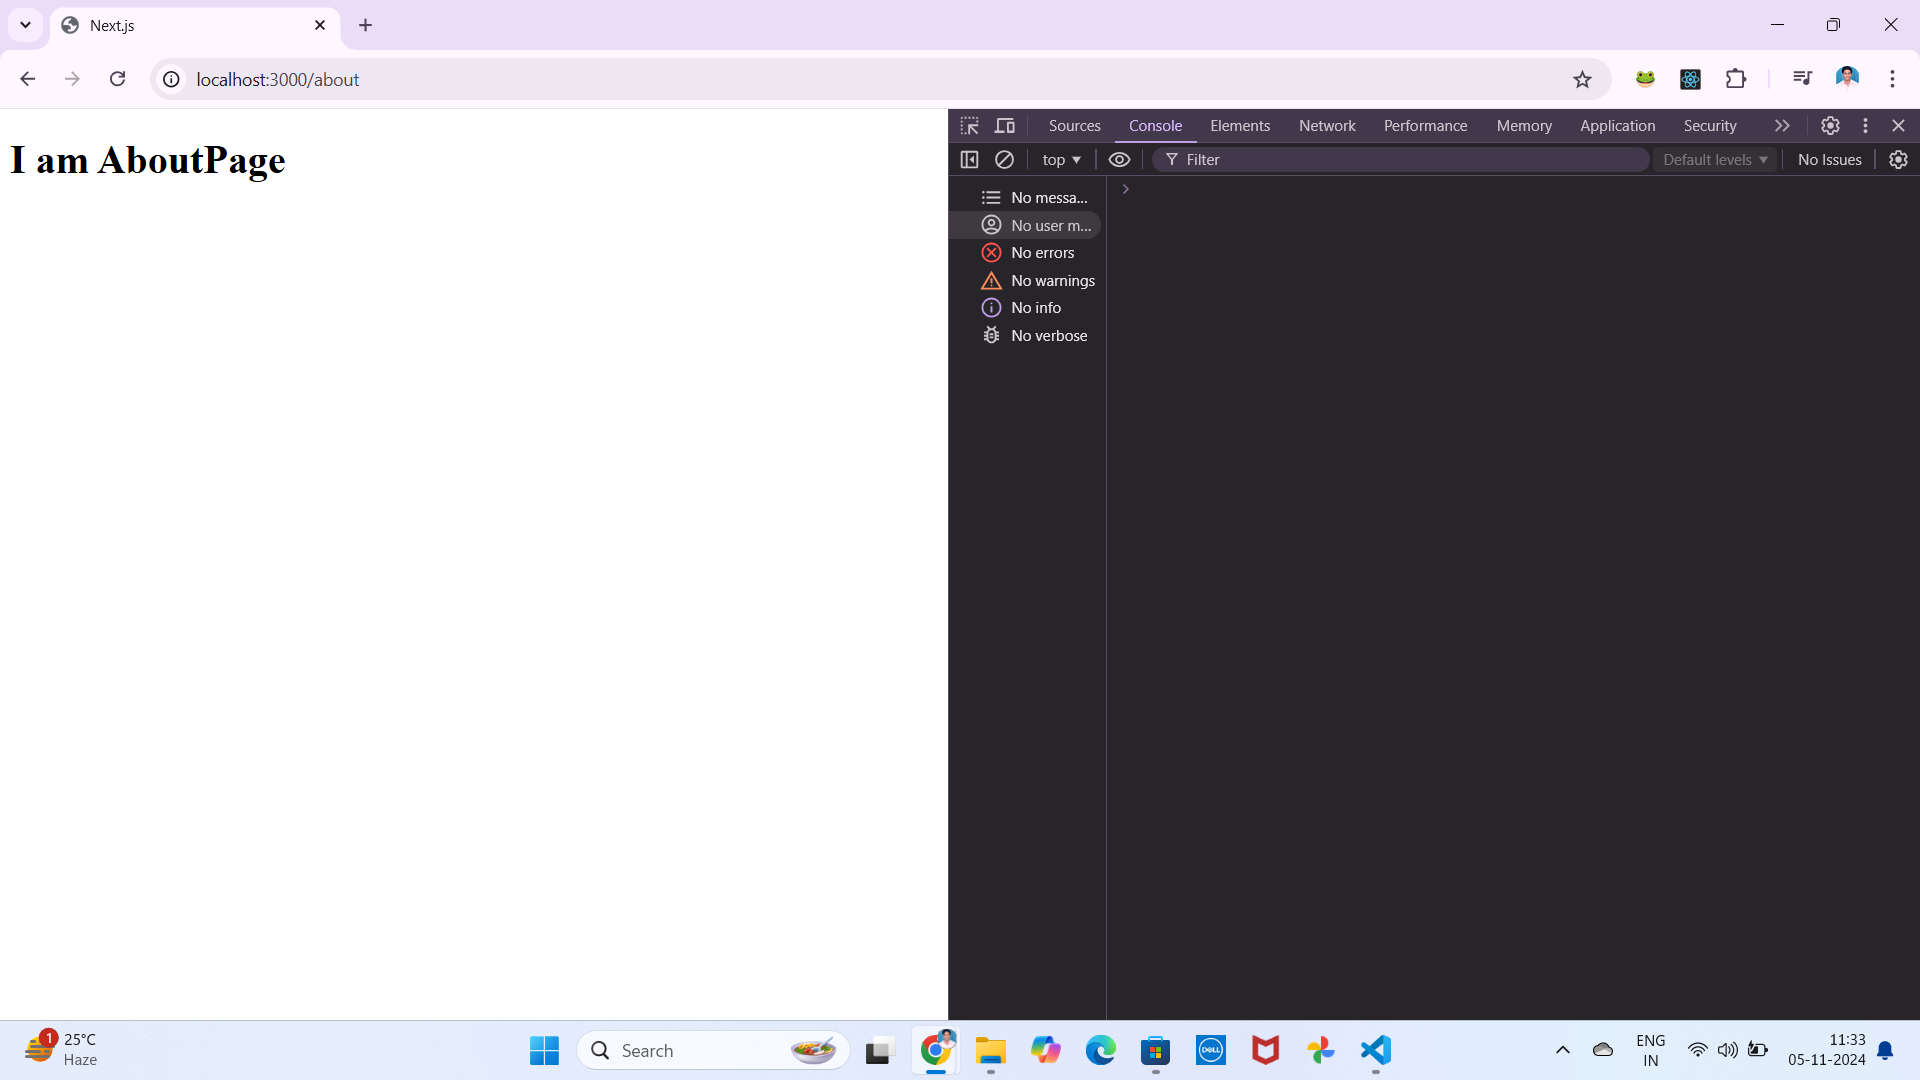 Next.js
localhost:3000/about
I am AboutPage
Sources Console Elements Network Performance Memory Application Security
top Filter Default levels No Issues
No messa...
No user m...
No errors
No warnings
No info
No verbose
1
25°C
Haze
Search
DELL
ENG
IN
11:33
05-11-2024